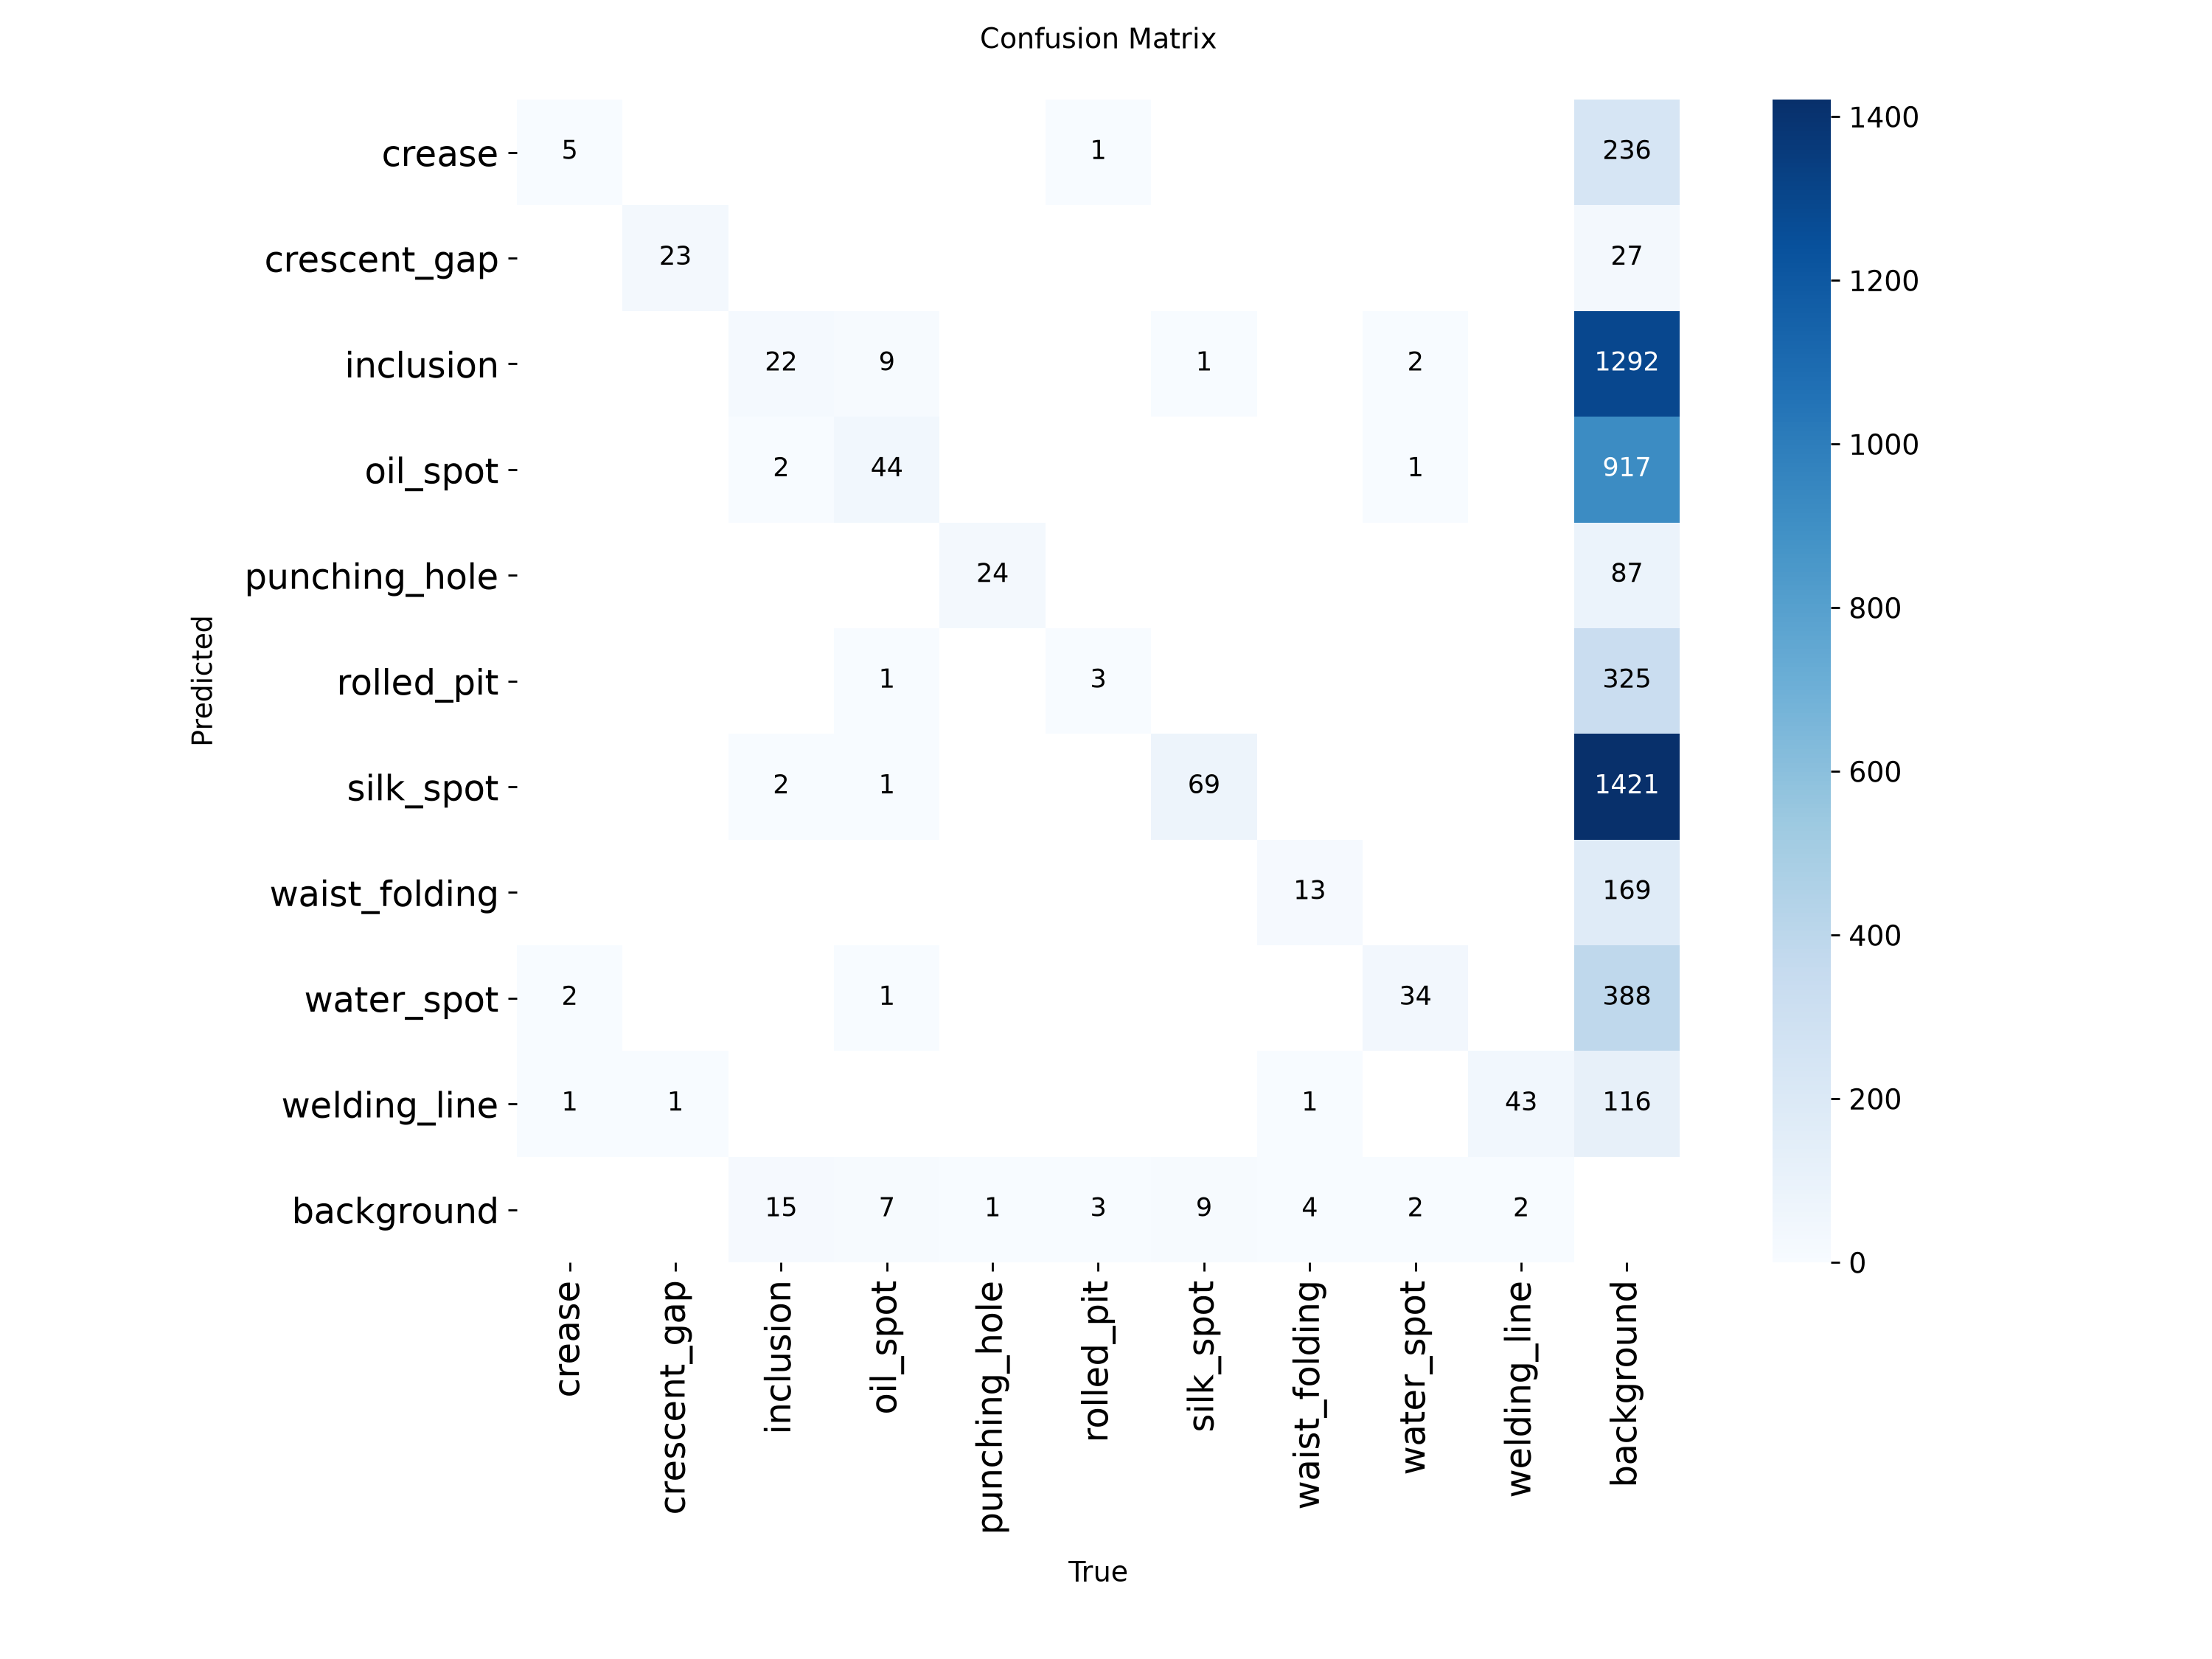 Confusion Matrix
crease 5 1 236
crescent_gap 23 27
inclusion 22 9 1 2 1292
oil_spot 2 44 1 917
punching_hole 24 87
rolled_pit 1 3 325
silk_spot 2 1 69 1421
waist_folding 13 169
water_spot 2 1 34 388
welding_line 1 1 1 43 116
background 15 7 1 3 9 4 2 2
Predicted
crease
crescent_gap
inclusion
oil_spot
punching_hole
rolled_pit
silk_spot
waist_folding
water_spot
welding_line
background
True
1400
1200
1000
800
600
400
200
0